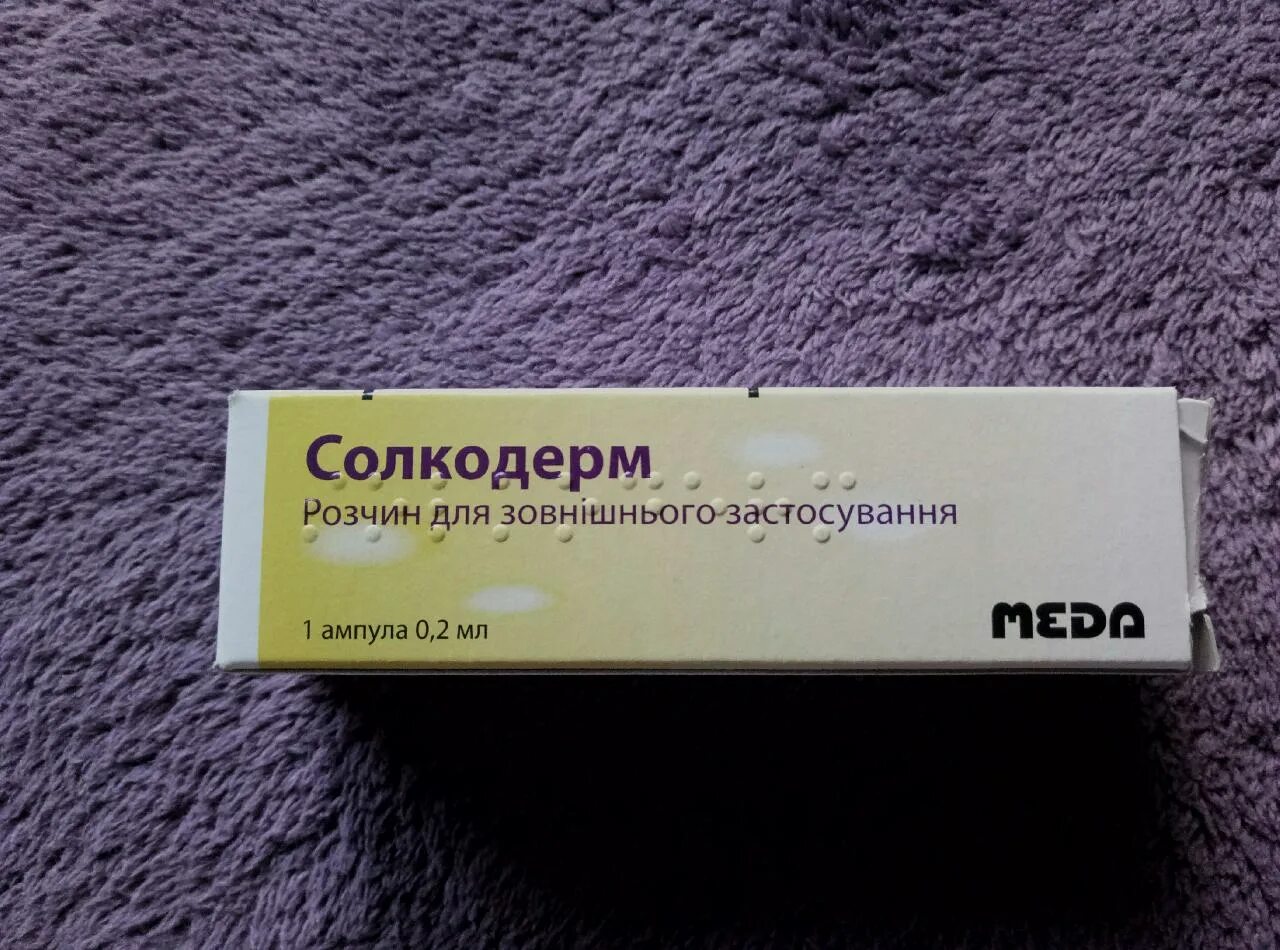 Солкодерм
Розчин для зовнішнього застосування
1 ампула 0,2 мл
MEDA